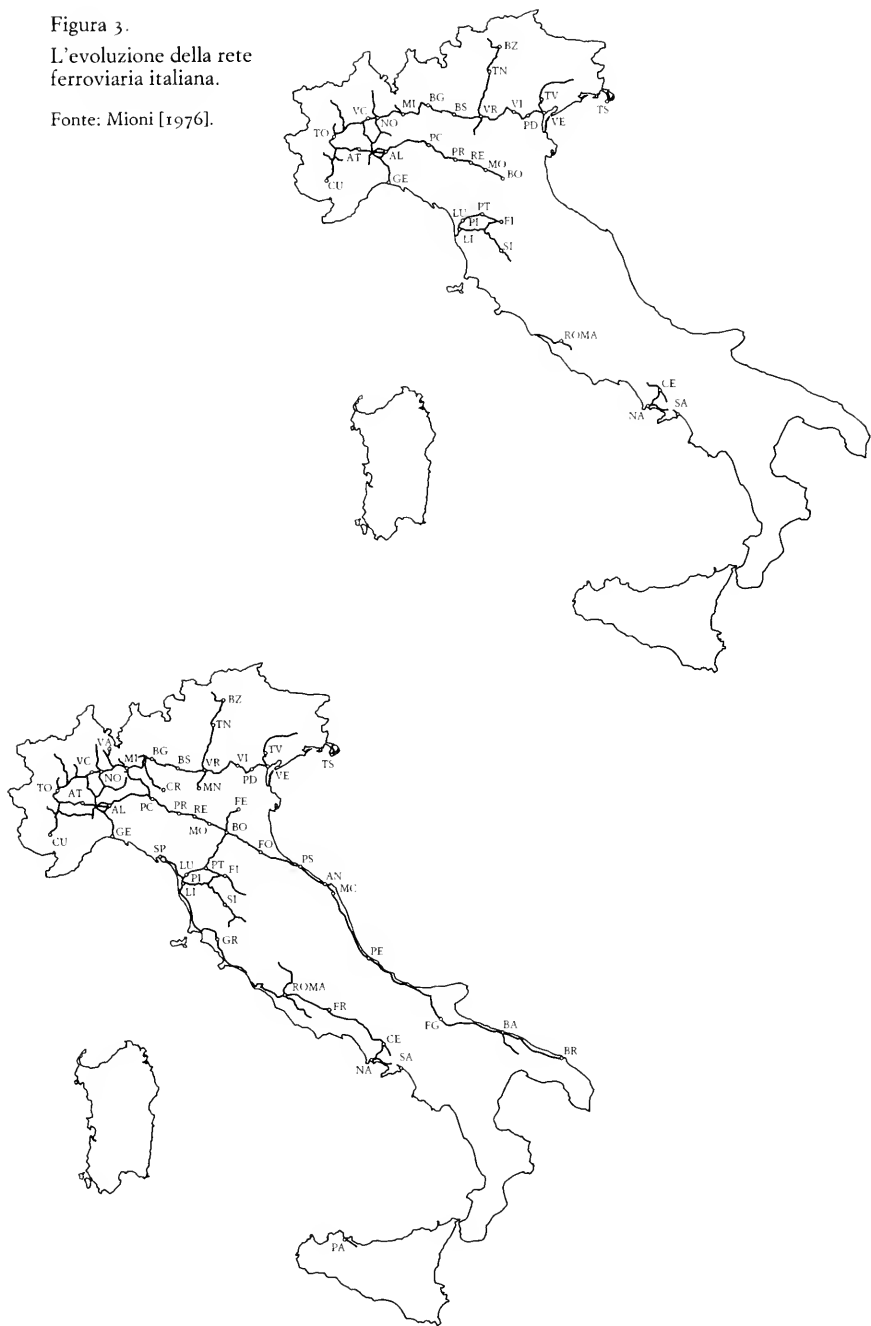 Figura 3.
L'evoluzione della rete
ferroviaria italiana.
Fonte: Mioni [1976].
BZ
TN
BG
MI
BS
VR
VI
TV
TS
VC
NO
PD
VE
TO
PC
AT
AL
PR
RE
MO
BO
CU
GE
LU
PT
PI
FI
LI
SI
ROMA
CE
NA
SA
BZ
TN
VA
MI
BG
BS
VR
VI
TV
TS
VC
NO
PD
VE
TO
AT
CR
MN
AL
PC
PR
RE
FE
MO
BO
CU
GE
FO
SP
LU
PT
PI
FI
PS
LI
AN
MC
SI
GR
PE
ROMA
FR
FG
BA
CE
BR
NA
SA
PA